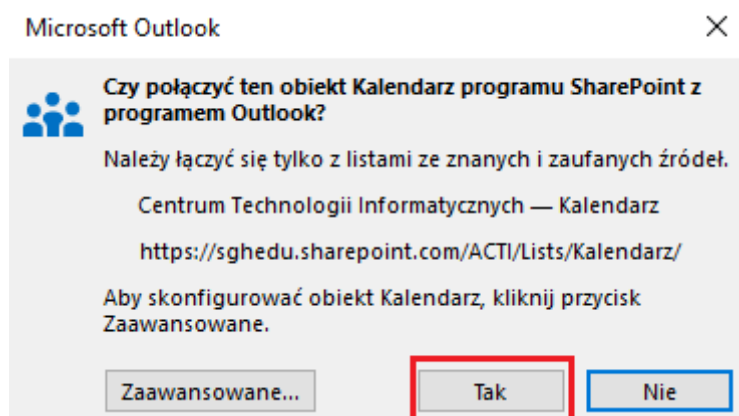 Microsoft Outlook
Czy połączyć ten obiekt Kalendarz programu SharePoint z
programem Outlook?
Należy łączyć się tylko z listami ze znanych i zaufanych źródeł.
Centrum Technologii Informatycznych — Kalendarz
https://sghedu.sharepoint.com/ACTI/Lists/Kalendarz/
Aby skonfigurować obiekt Kalendarz, kliknij przycisk
Zaawansowane.
Zaawansowane... Tak Nie